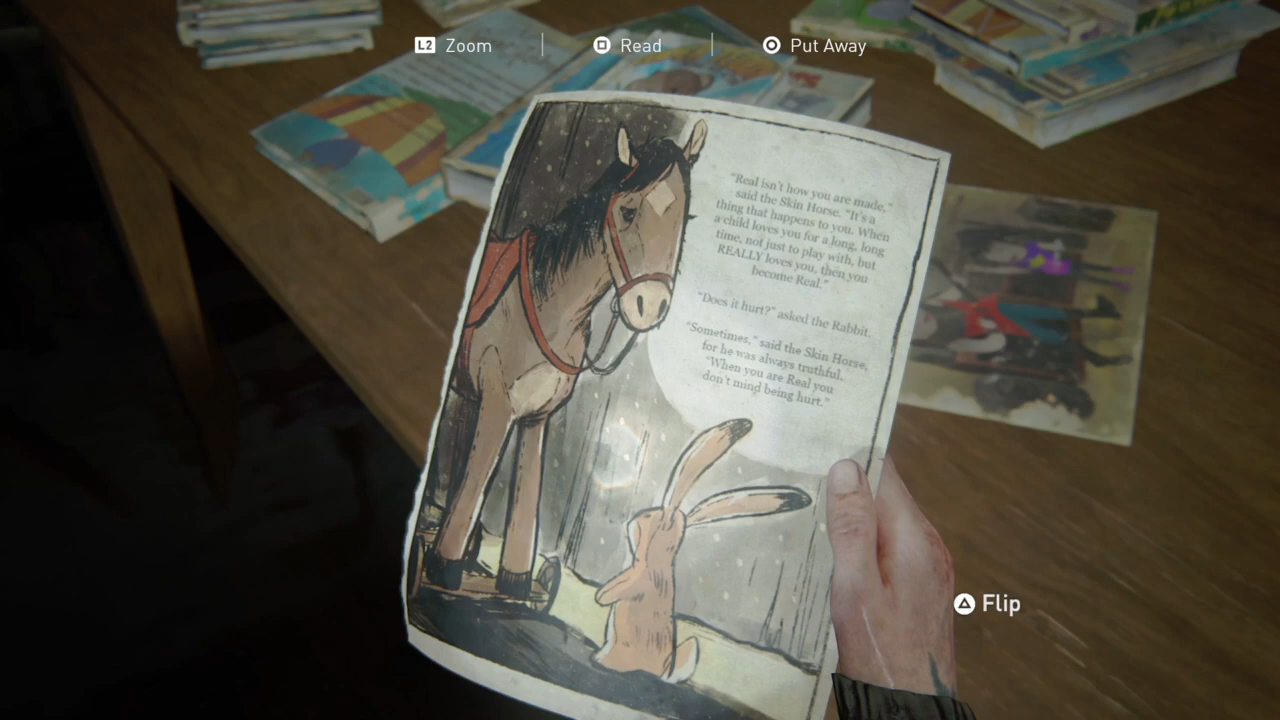 L2 Zoom | Read | Put Away
"Real isn't how you are made,"
said the Skin Horse. "It's a
thing that happens to you. When
a child loves you for a long, long
time, not just to play with, but
REALLY loves you, then you
become Real."
"Does it hurt?" asked the Rabbit.
"Sometimes," said the Skin Horse,
for he was always truthful.
"When you are Real you
don't mind being hurt."
Flip